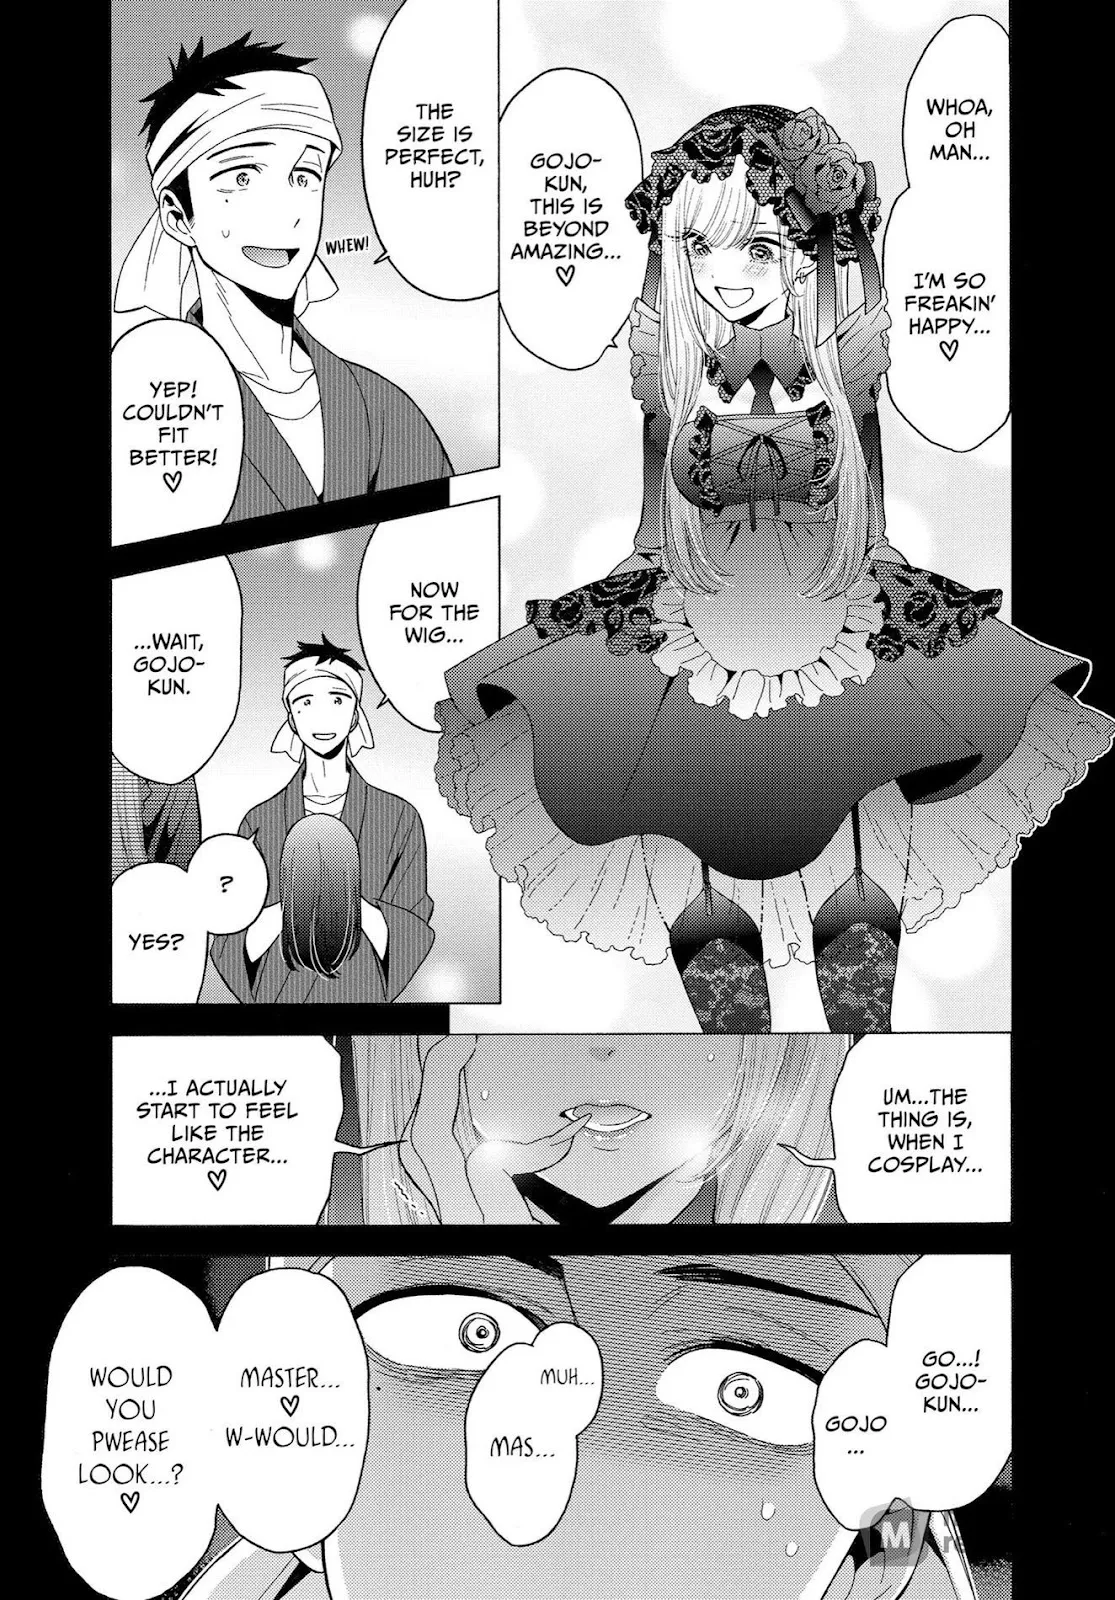 WHOA,
OH
MAN...
I'M SO
FREAKIN'
HAPPY...
♡
GOJO-
KUN,
THIS IS
BEYOND
AMAZING...
♡
THE
SIZE IS
PERFECT,
HUH?
WHEW!
YEP!
COULDN'T
FIT
BETTER!
♡
NOW
FOR THE
WIG...
...WAIT,
GOJO-
KUN.
?
YES?
UM...THE
THING IS,
WHEN I
COSPLAY...
...I ACTUALLY
START TO FEEL
LIKE THE
CHARACTER...
♡
GO...!
GOJO-
KUN...
GOJO
...
MUH...
MAS...
MASTER...
♡
W-WOULD...
WOULD
YOU
PWEASE
LOOK...?
♡
M